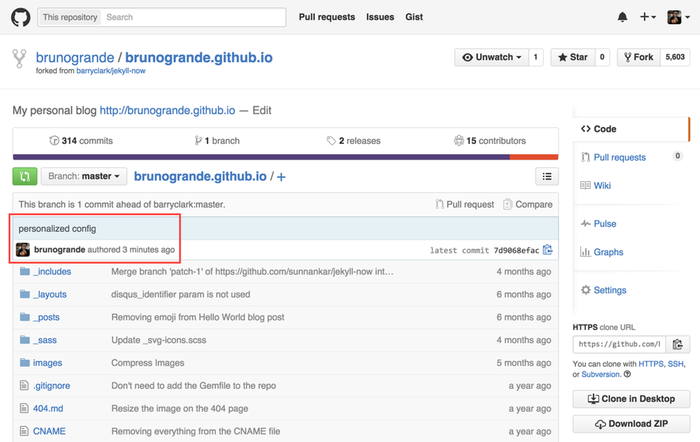 This repository Search Pull requests Issues Gist
brunogrande / brunogrande.github.io
Unwatch 1 Star 0 Fork 5,603
forked from barryclark/jekyll-now
My personal blog http://brunogrande.github.io — Edit
314 commits 1 branch 2 releases 15 contributors
Branch: master brunogrande.github.io / +
This branch is 1 commit ahead of barryclark:master. Pull request Compare
personalized config
brunogrande authored 3 minutes ago latest commit 7d9068efac
_includes Merge branch 'patch-1' of https://github.com/sunnankar/jekyll-now int... 4 months ago
_layouts disqus_identifier param is not used 6 months ago
_posts Removing emoji from Hello World blog post 6 months ago
_sass Update _svg-icons.scss 4 months ago
images Compress Images 5 months ago
.gitignore Don't need to add the Gemfile to the repo a year ago
404.md Resize the image on the 404 page a year ago
CNAME Removing everything from the CNAME file a year ago
Code
Pull requests 0
Wiki
Pulse
Graphs
Settings
HTTPS clone URL
https://github.com/
You can clone with HTTPS, SSH,
or Subversion.
Clone in Desktop
Download ZIP